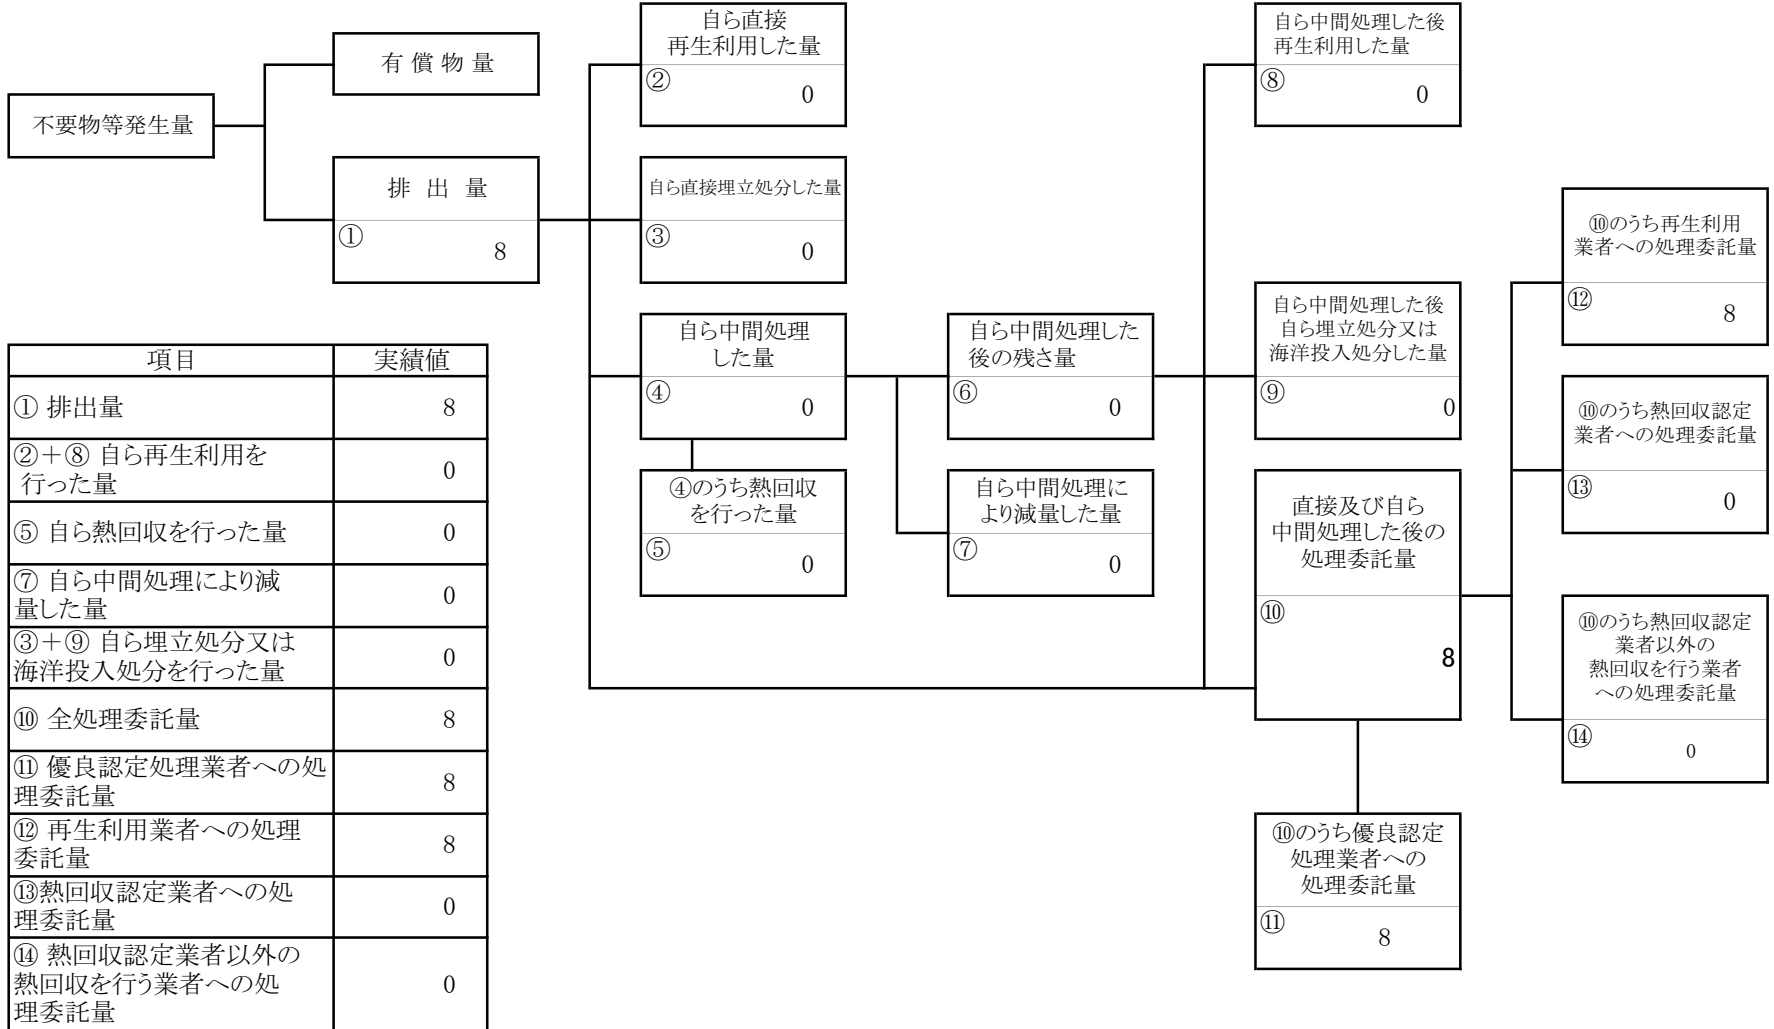 不要物等発生量
有 償 物 量
排 出 量
①
8
自ら直接
再生利用した量
②
0
自ら直接埋立処分した量
③
0
自ら中間処理
した量
④
0
④のうち熱回収
を行った量
⑤
0
自ら中間処理した
後の残さ量
⑥
0
自ら中間処理に
より減量した量
⑦
0
自ら中間処理した後
再生利用した量
⑧
0
自ら中間処理した後
自ら埋立処分又は
海洋投入処分した量
⑨
0
直接及び自ら
中間処理した後の
処理委託量
⑩
8
⑩のうち優良認定
処理業者への
処理委託量
⑪
8
⑩のうち再生利用
業者への処理委託量
⑫
8
⑩のうち熱回収認定
業者への処理委託量
⑬
0
⑩のうち熱回収認定
業者以外の
熱回収を行う業者
への処理委託量
⑭
0
項目 実績値
① 排出量 8
②+⑧ 自ら再生利用を
行った量 0
⑤ 自ら熱回収を行った量 0
⑦ 自ら中間処理により減
量した量 0
③+⑨ 自ら埋立処分又は
海洋投入処分を行った量 0
⑩ 全処理委託量 8
⑪ 優良認定処理業者への処
理委託量 8
⑫ 再生利用業者への処理
委託量 8
⑬熱回収認定業者への処
理委託量 0
⑭ 熱回収認定業者以外の
熱回収を行う業者への処 0
理委託量